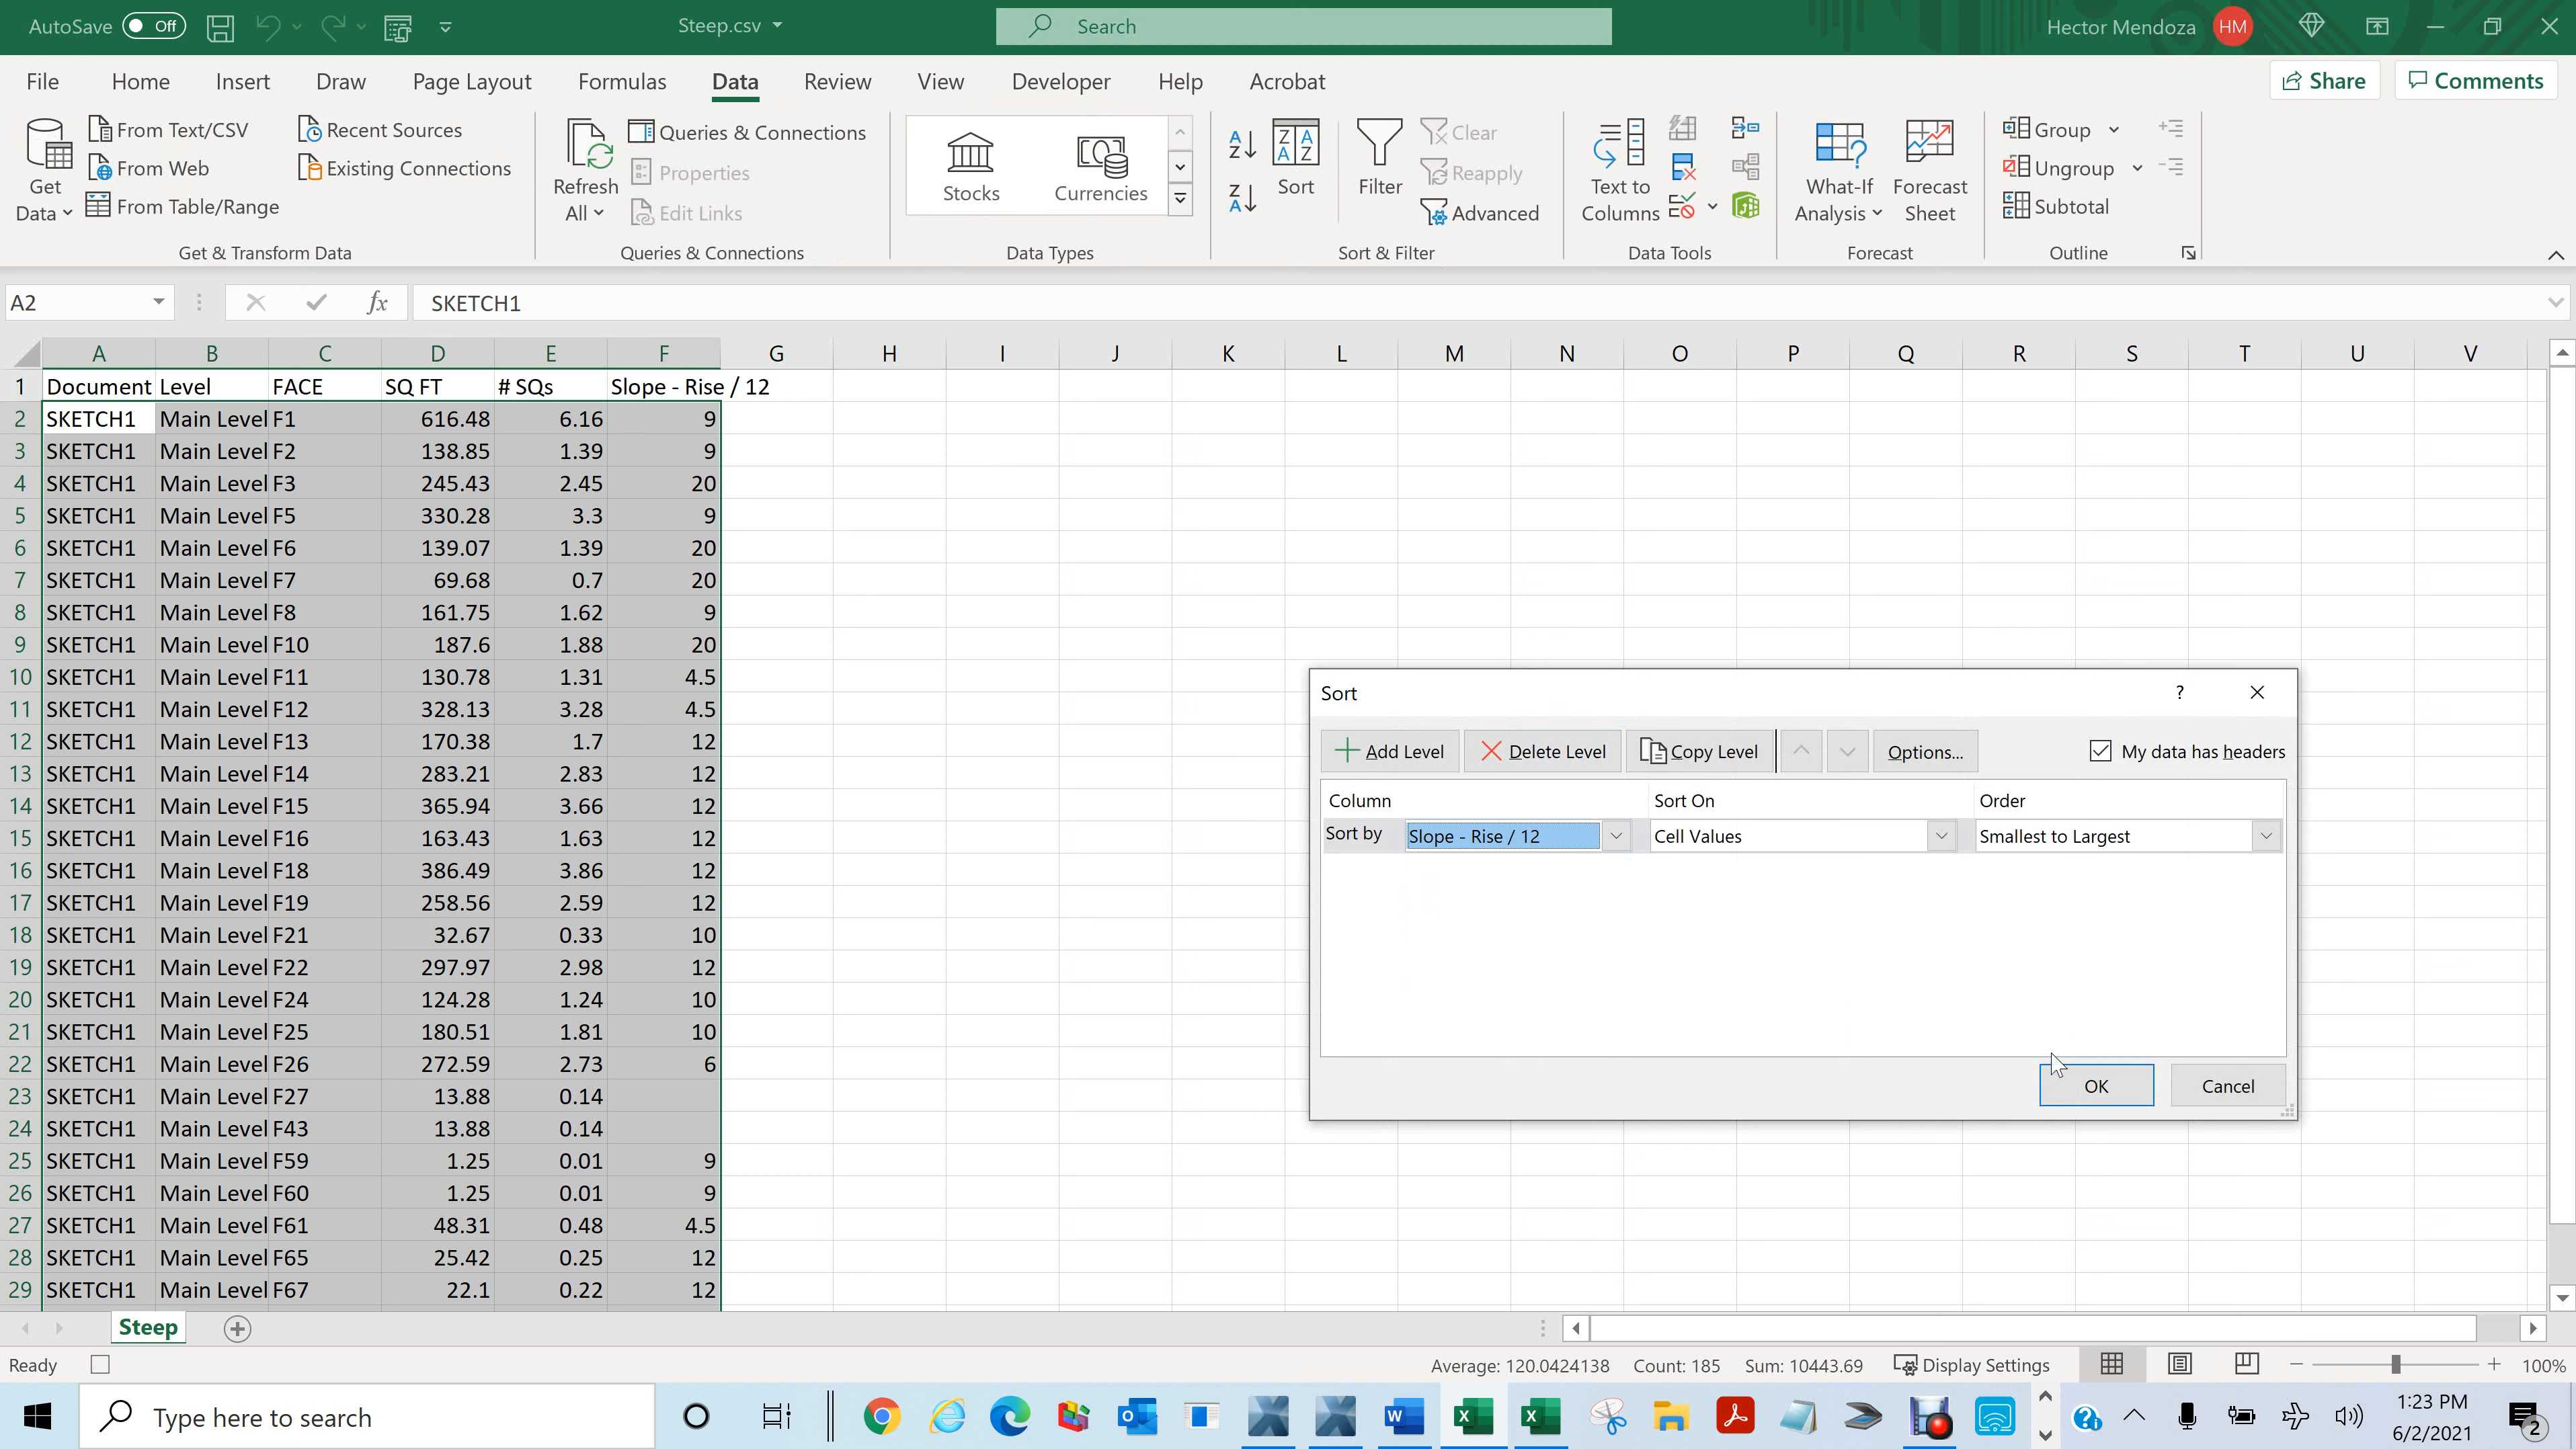 AutoSave Off Steep.csv Search Hector Mendoza HM
File Home Insert Draw Page Layout Formulas Data Review View Developer Help Acrobat Share Comments
Get Data From Text/CSV From Web From Table/Range Recent Sources Existing Connections
Get & Transform Data
Refresh All Queries & Connections Properties Edit Links
Queries & Connections
Stocks Currencies
Data Types
Sort Filter Clear Reapply Advanced
Sort & Filter
Text to Columns
Data Tools
What-If Analysis Forecast Sheet
Forecast
Group Ungroup Subtotal
Outline
A2 fx SKETCH1
A B C D E F G H I J K L M N O P Q R S T U V
1 Document Level FACE SQ FT # SQs Slope - Rise / 12
2 SKETCH1 Main Level F1 616.48 6.16 9
3 SKETCH1 Main Level F2 138.85 1.39 9
4 SKETCH1 Main Level F3 245.43 2.45 20
5 SKETCH1 Main Level F5 330.28 3.3 9
6 SKETCH1 Main Level F6 139.07 1.39 20
7 SKETCH1 Main Level F7 69.68 0.7 20
8 SKETCH1 Main Level F8 161.75 1.62 9
9 SKETCH1 Main Level F10 187.6 1.88 20
10 SKETCH1 Main Level F11 130.78 1.31 4.5
11 SKETCH1 Main Level F12 328.13 3.28 4.5
12 SKETCH1 Main Level F13 170.38 1.7 12
13 SKETCH1 Main Level F14 283.21 2.83 12
14 SKETCH1 Main Level F15 365.94 3.66 12
15 SKETCH1 Main Level F16 163.43 1.63 12
16 SKETCH1 Main Level F18 386.49 3.86 12
17 SKETCH1 Main Level F19 258.56 2.59 12
18 SKETCH1 Main Level F21 32.67 0.33 10
19 SKETCH1 Main Level F22 297.97 2.98 12
20 SKETCH1 Main Level F24 124.28 1.24 10
21 SKETCH1 Main Level F25 180.51 1.81 10
22 SKETCH1 Main Level F26 272.59 2.73 6
23 SKETCH1 Main Level F27 13.88 0.14
24 SKETCH1 Main Level F43 13.88 0.14
25 SKETCH1 Main Level F59 1.25 0.01 9
26 SKETCH1 Main Level F60 1.25 0.01 9
27 SKETCH1 Main Level F61 48.31 0.48 4.5
28 SKETCH1 Main Level F65 25.42 0.25 12
29 SKETCH1 Main Level F67 22.1 0.22 12
Sort ?
Add Level Delete Level Copy Level Options... My data has headers
Column Sort On Order
Sort by Slope - Rise / 12 Cell Values Smallest to Largest
OK Cancel
Steep
Ready Average: 120.0424138 Count: 185 Sum: 10443.69 Display Settings 100%
Type here to search
1:23 PM
6/2/2021
2